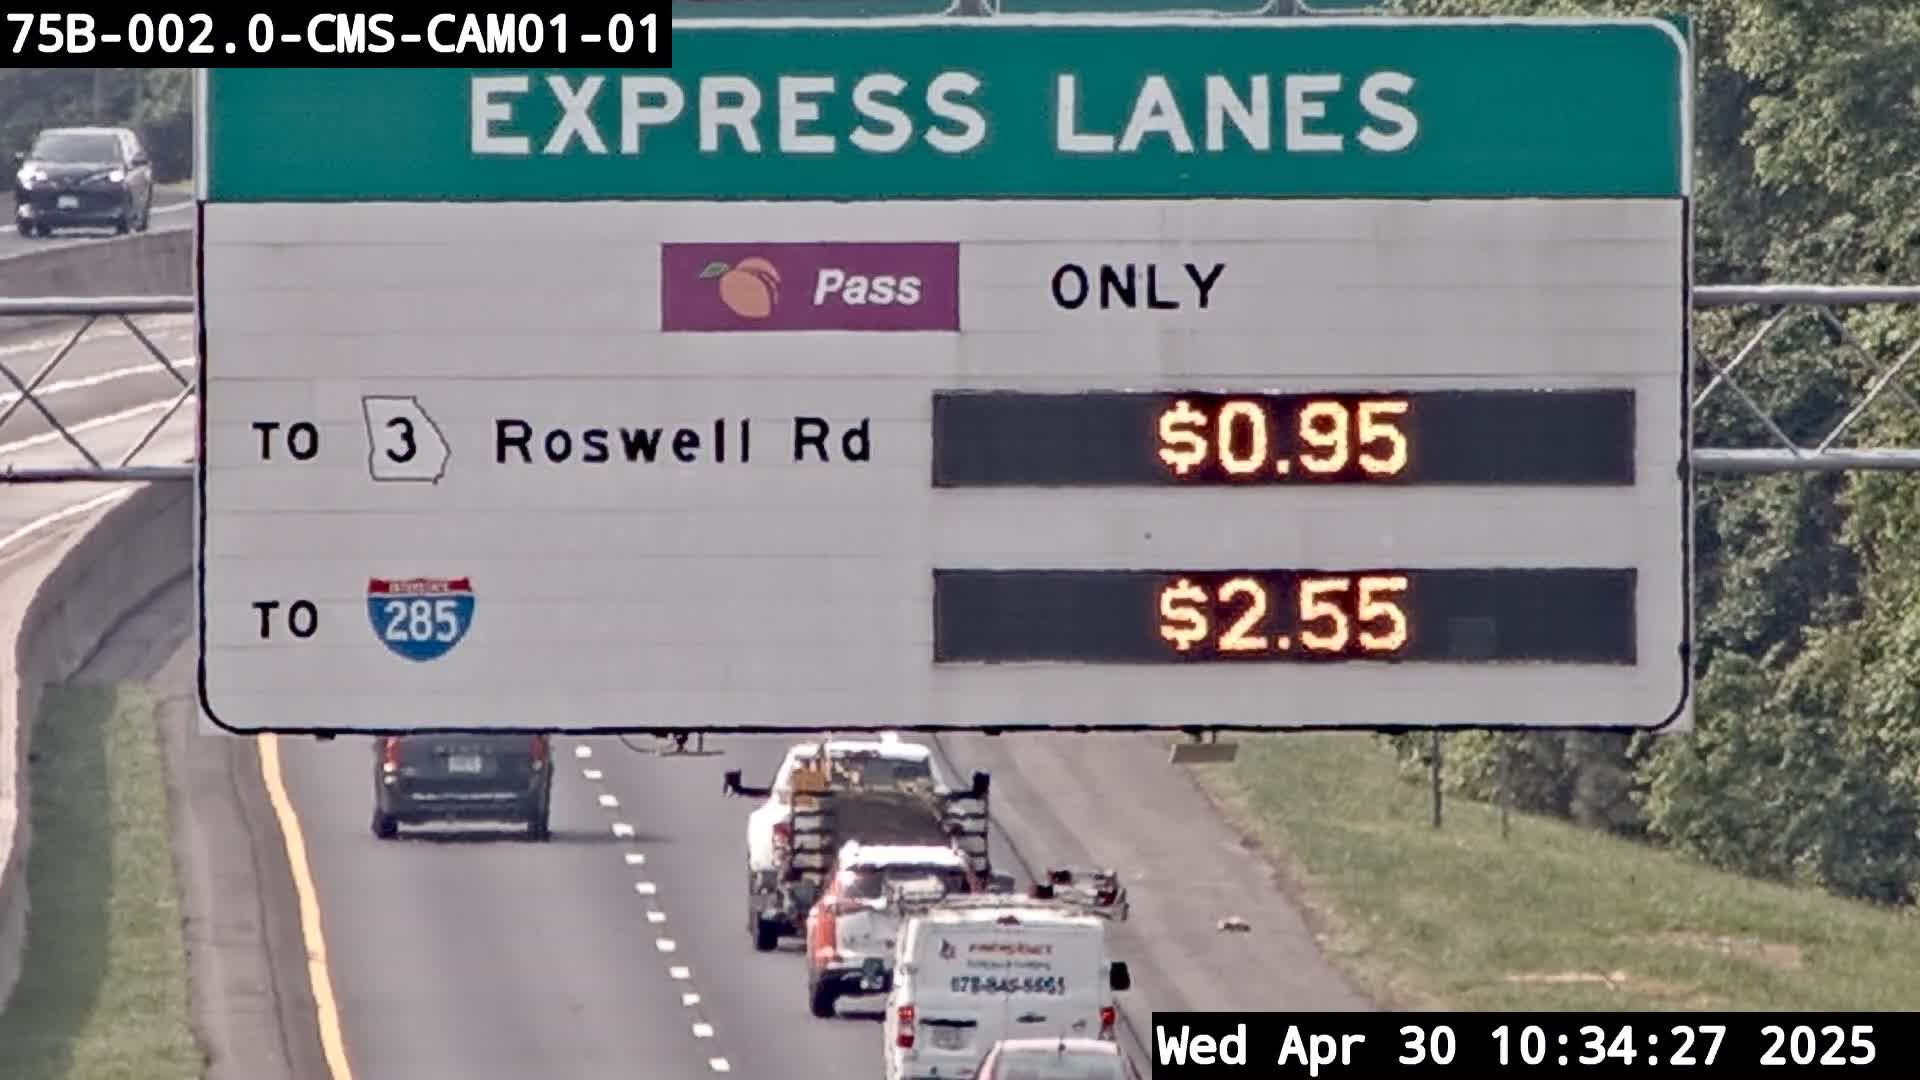 75B-002.0-CMS-CAM01-01
EXPRESS LANES
Pass ONLY
TO 3 Roswell Rd $0.95
TO 285 $2.55
Wed Apr 30 10:34:27 2025